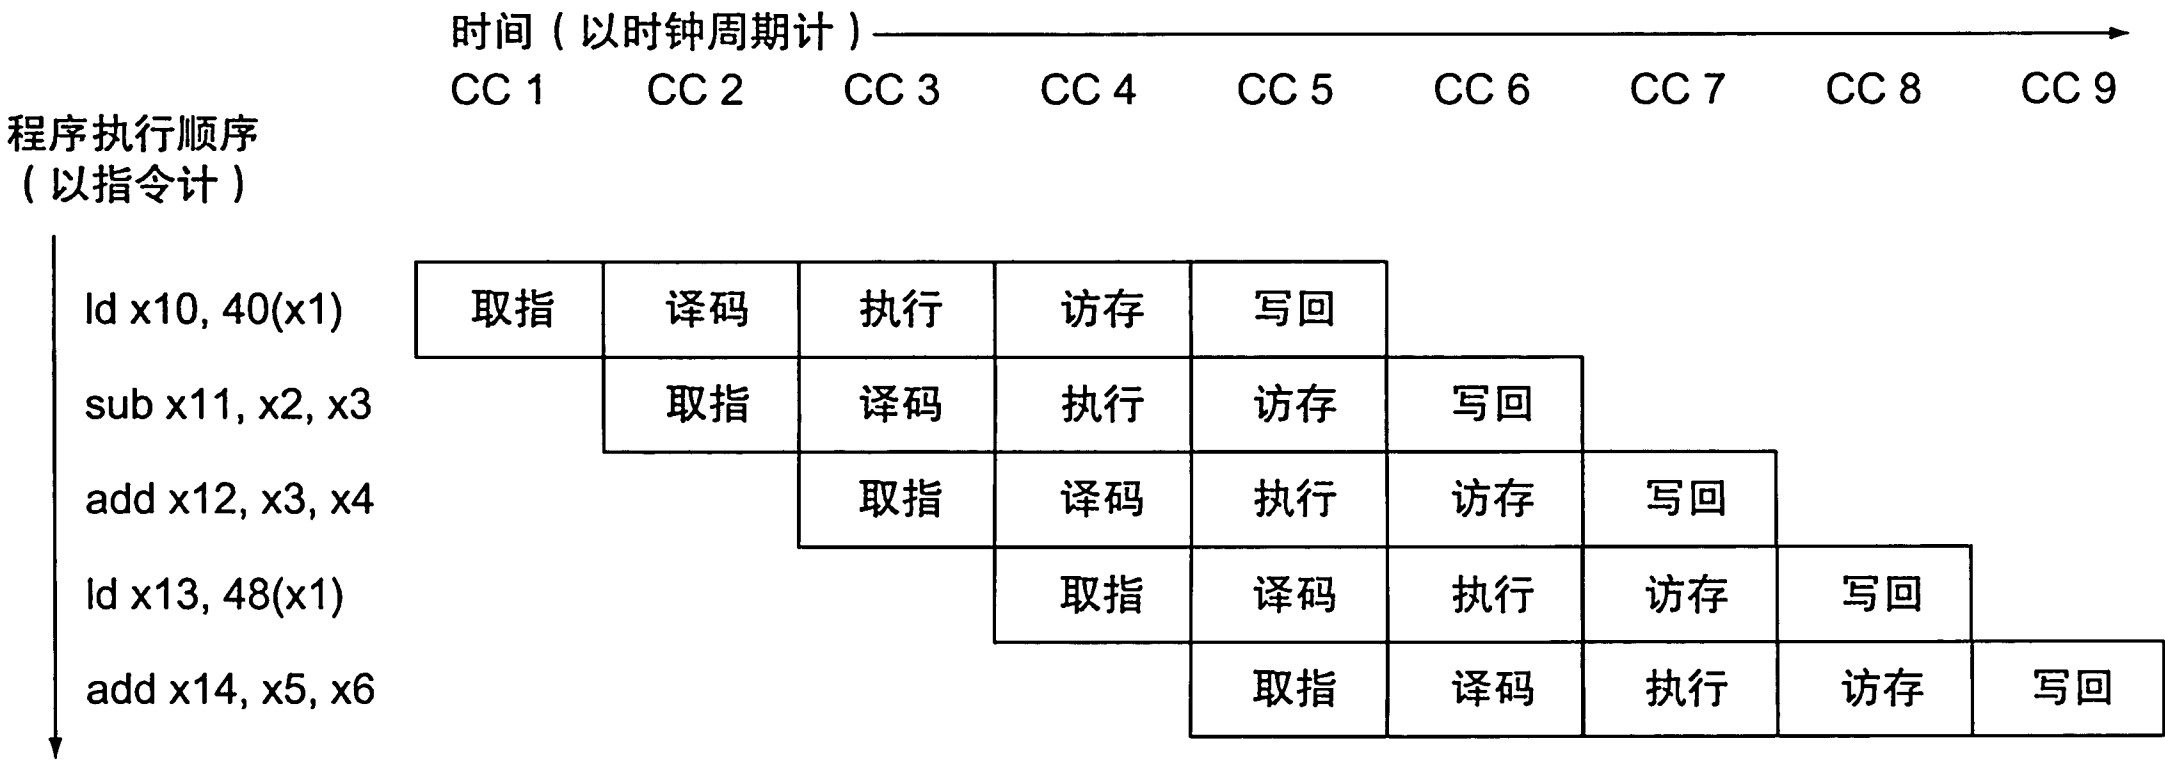 时间（以时钟周期计）
CC 1 CC 2 CC 3 CC 4 CC 5 CC 6 CC 7 CC 8 CC 9
程序执行顺序
（以指令计）
ld x10, 40(x1) 取指 译码 执行 访存 写回
sub x11, x2, x3 取指 译码 执行 访存 写回
add x12, x3, x4 取指 译码 执行 访存 写回
ld x13, 48(x1) 取指 译码 执行 访存 写回
add x14, x5, x6 取指 译码 执行 访存 写回